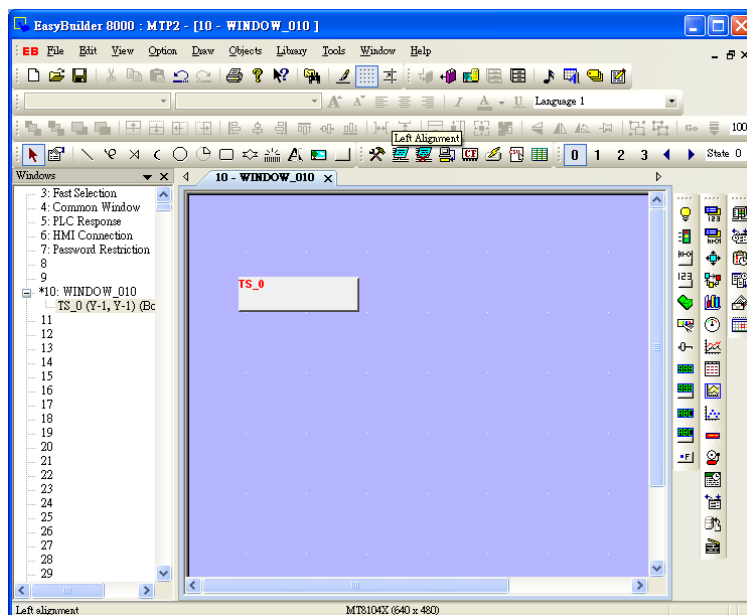 EasyBuilder 8000 : MTP2 - [10 - WINDOW_010 ]
EB File Edit View Option Draw Objects Library Tools Window Help
Language 1
Left Alignment
Go 100
0 1 2 3 State 0
Windows
10 - WINDOW_010
3: Fast Selection
4: Common Window
5: PLC Response
6: HMI Connection
7: Password Restriction
8
9
*10: WINDOW_010
TS_0 (Y-1, Y-1) (Bo
11
12
13
14
15
16
17
18
19
20
21
22
23
24
25
26
27
28
29
TS_0
Left alignment
MT8104X (640 x 480)